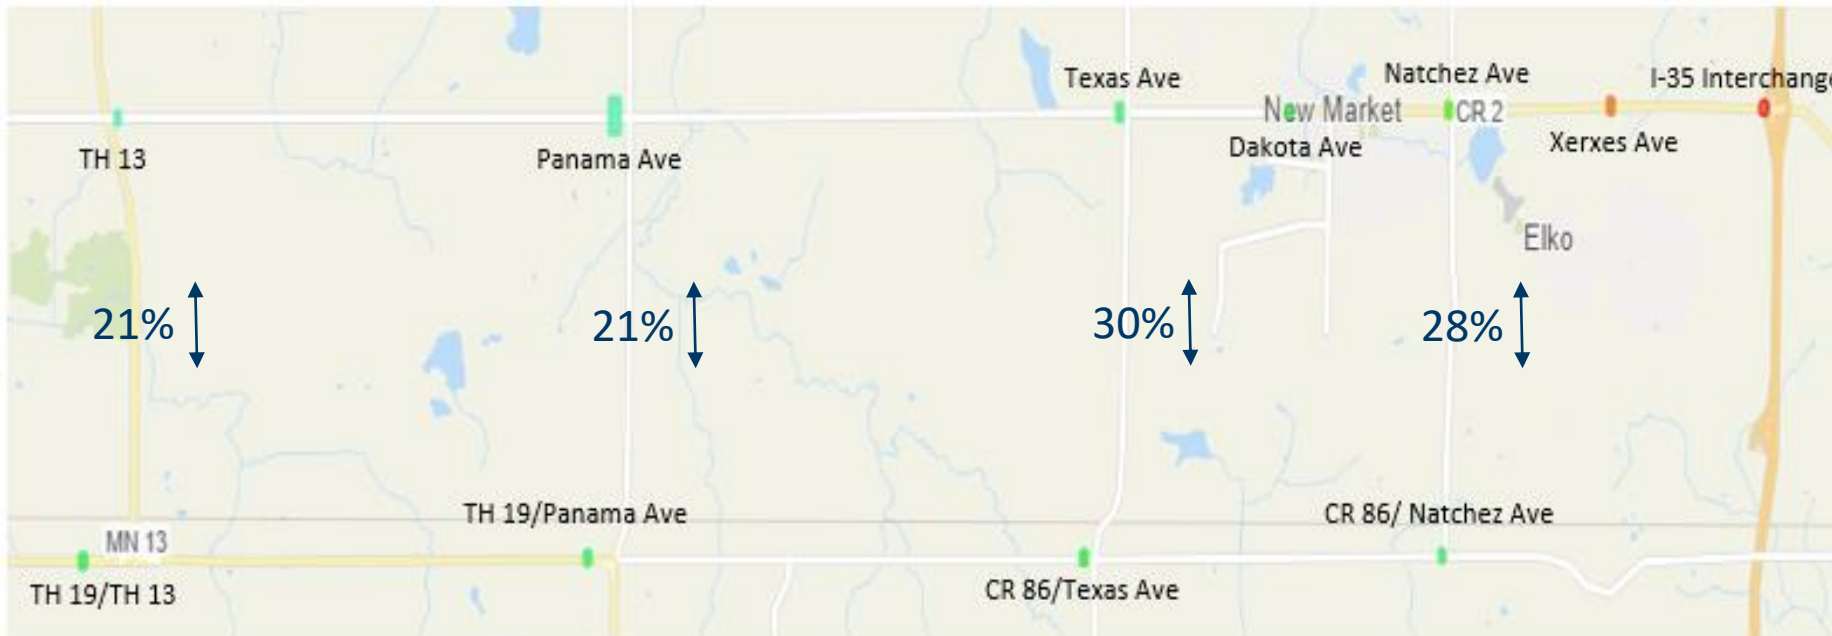 Texas Ave
Natchez Ave
I-35 Interchange
New Market
CR 2
TH 13
Panama Ave
Dakota Ave
Xerxes Ave
Elko
21%
21%
30%
28%
TH 19/Panama Ave
CR 86/ Natchez Ave
MN 13
TH 19/TH 13
CR 86/Texas Ave